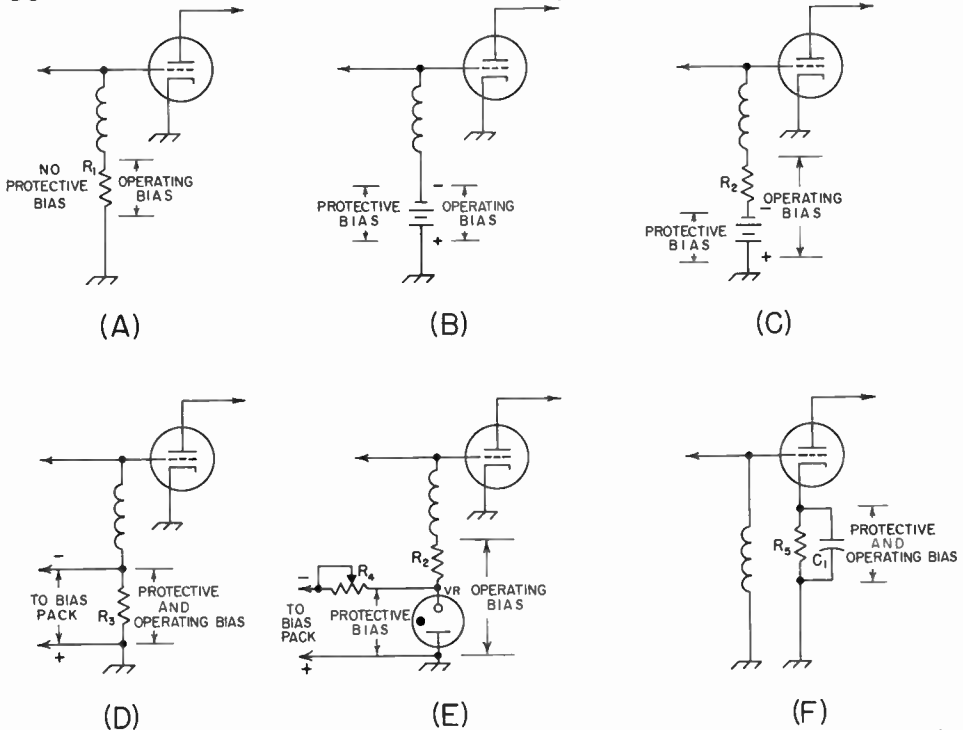 NO
PROTECTIVE
BIAS
R1
OPERATING
BIAS
(A)
PROTECTIVE
BIAS
-
+
OPERATING
BIAS
(B)
PROTECTIVE
BIAS
R2
-
+
OPERATING
BIAS
(C)
-
TO BIAS
PACK
+
R3
PROTECTIVE
AND
OPERATING BIAS
(D)
-
R4
TO
BIAS
PACK
+
PROTECTIVE
BIAS
R2
VR
OPERATING
BIAS
(E)
R5
C1
PROTECTIVE
AND
OPERATING BIAS
(F)